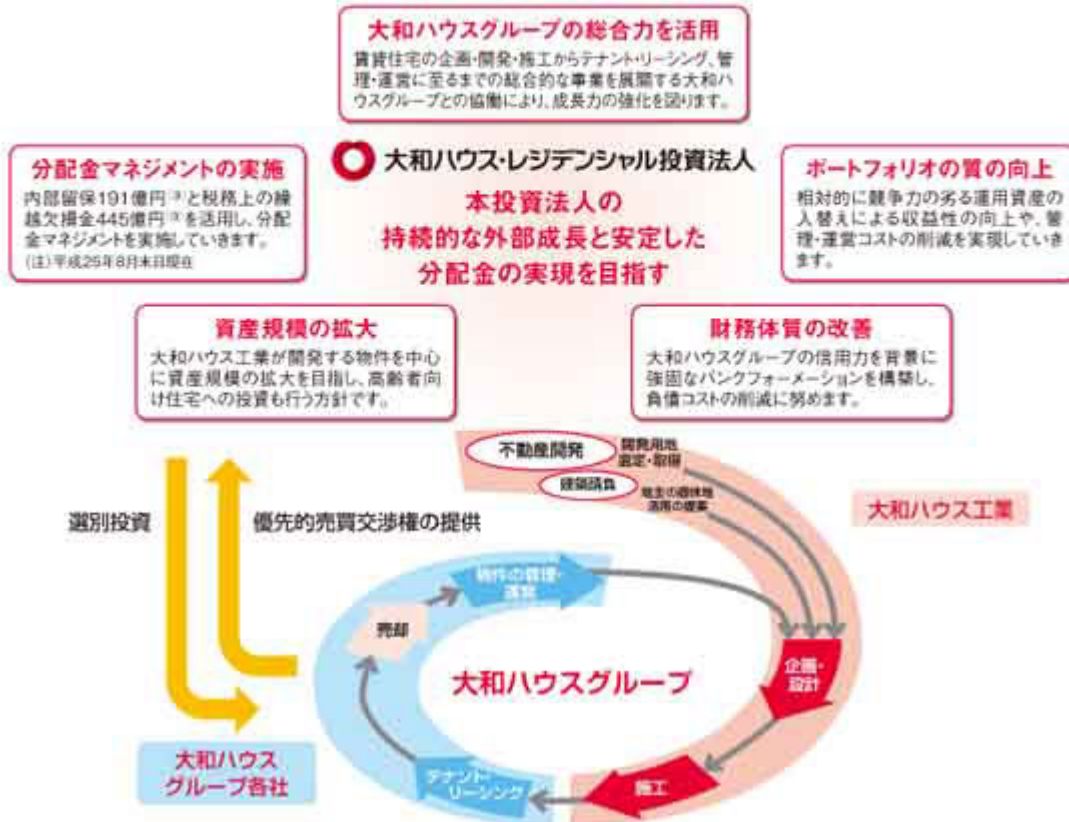 大和ハウスグループの総合力を活用
賃貸住宅の企画・開発・施工からテナント・リーシング、管
理・運営に至るまでの総合的な事業を展開する大和ハ
ウスグループとの協働により、成長力の強化を図ります。
大和ハウス・レジデンシャル投資法人
本投資法人の
持続的な外部成長と安定した
分配金の実現を目指す
分配金マネジメントの実施
内部留保191億円(注)と税務上の繰
越欠損金445億円(注)を活用し、分配
金マネジメントを実施していきます。
(注)平成25年8月末日現在
ポートフォリオの質の向上
相対的に競争力の劣る運用資産の
入替えによる収益性の向上や、管
理・運営コストの削減を実現していき
ます。
資産規模の拡大
大和ハウス工業が開発する物件を中心
に資産規模の拡大を目指し、高齢者向
け住宅への投資も行う方針です。
財務体質の改善
大和ハウスグループの信用力を背景に
強固なバンクフォーメーションを構築し、
負債コストの削減に努めます。
不動産開発
開発用地
選定・取得
建築請負
地主の遊休地
活用の提案
大和ハウス工業
選別投資
優先的売買交渉権の提供
物件の管理・
運営
売却
大和ハウスグループ
企画・
設計
施工
テナント・
リーシング
大和ハウス
グループ各社